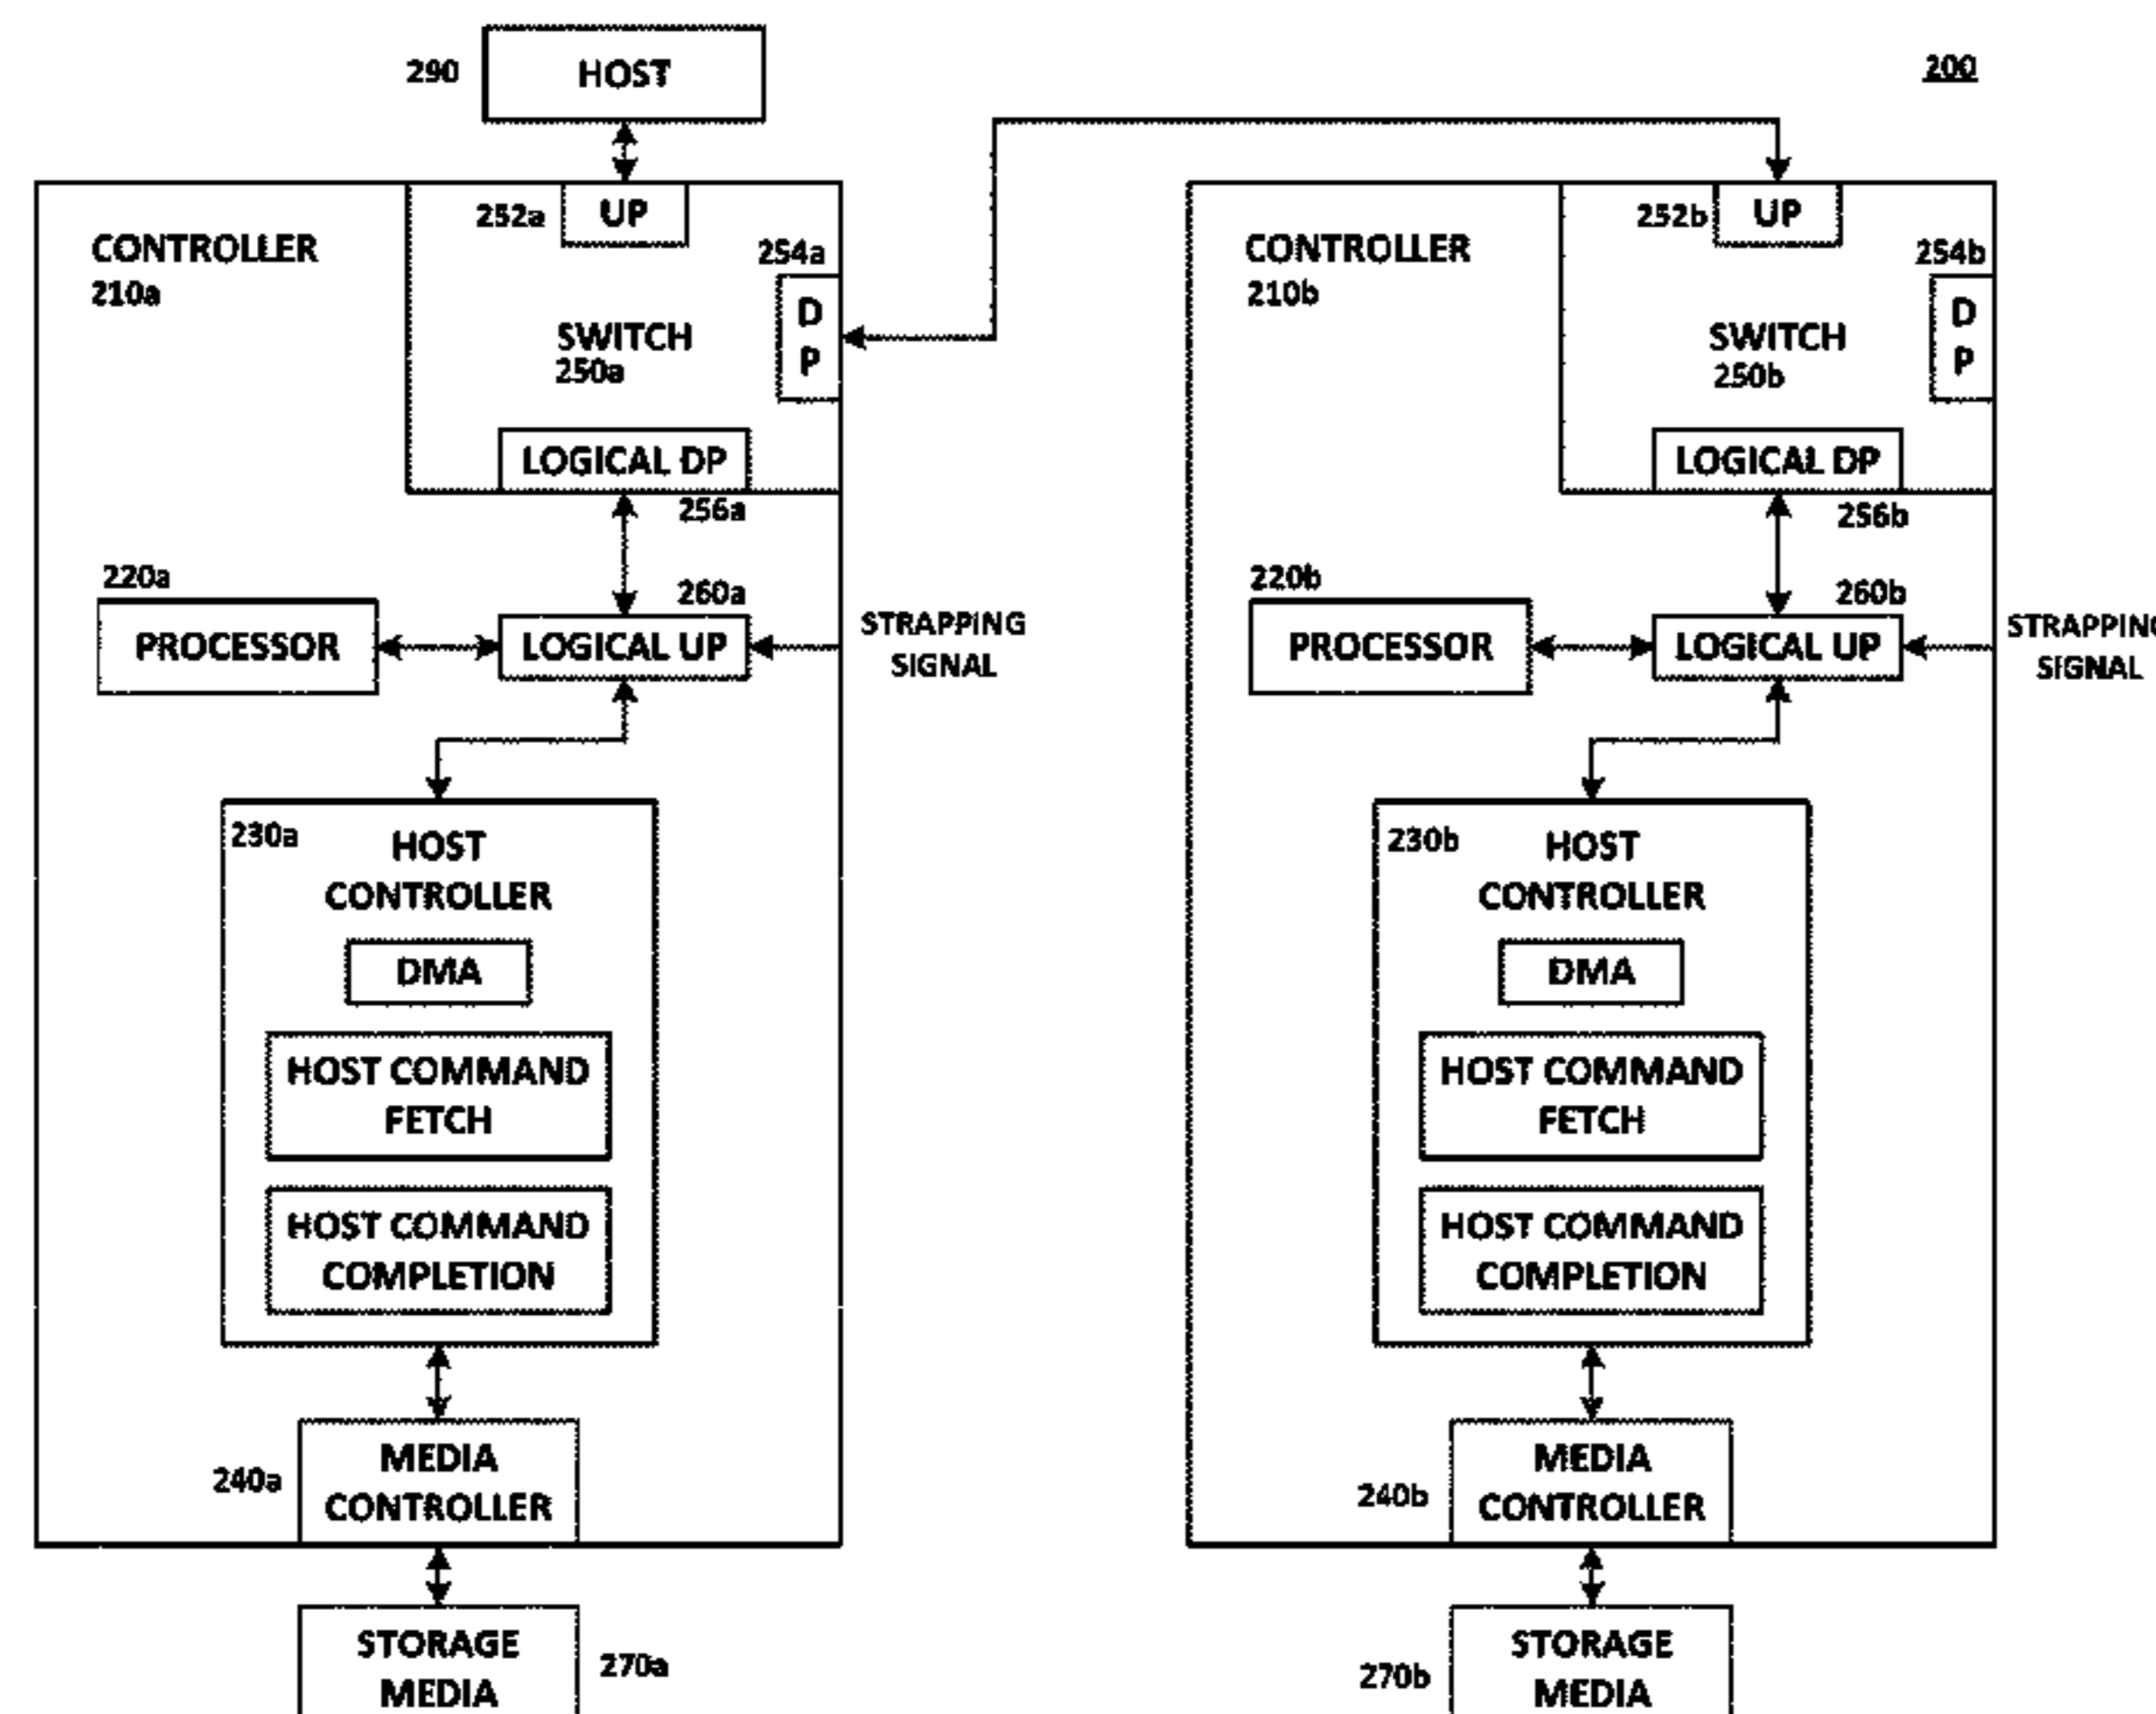 290
HOST
200
252a
UP
254a
CONTROLLER
210a
D
P
SWITCH
250a
LOGICAL DP
256a
220a
260a
PROCESSOR
LOGICAL UP
STRAPPING
SIGNAL
230a
HOST
CONTROLLER
DMA
HOST COMMAND
FETCH
HOST COMMAND
COMPLETION
240a
MEDIA
CONTROLLER
STORAGE
MEDIA
270a
252b
UP
254b
CONTROLLER
210b
D
P
SWITCH
250b
LOGICAL DP
256b
220b
260b
PROCESSOR
LOGICAL UP
STRAPPING
SIGNAL
230b
HOST
CONTROLLER
DMA
HOST COMMAND
FETCH
HOST COMMAND
COMPLETION
240b
MEDIA
CONTROLLER
270b
STORAGE
MEDIA